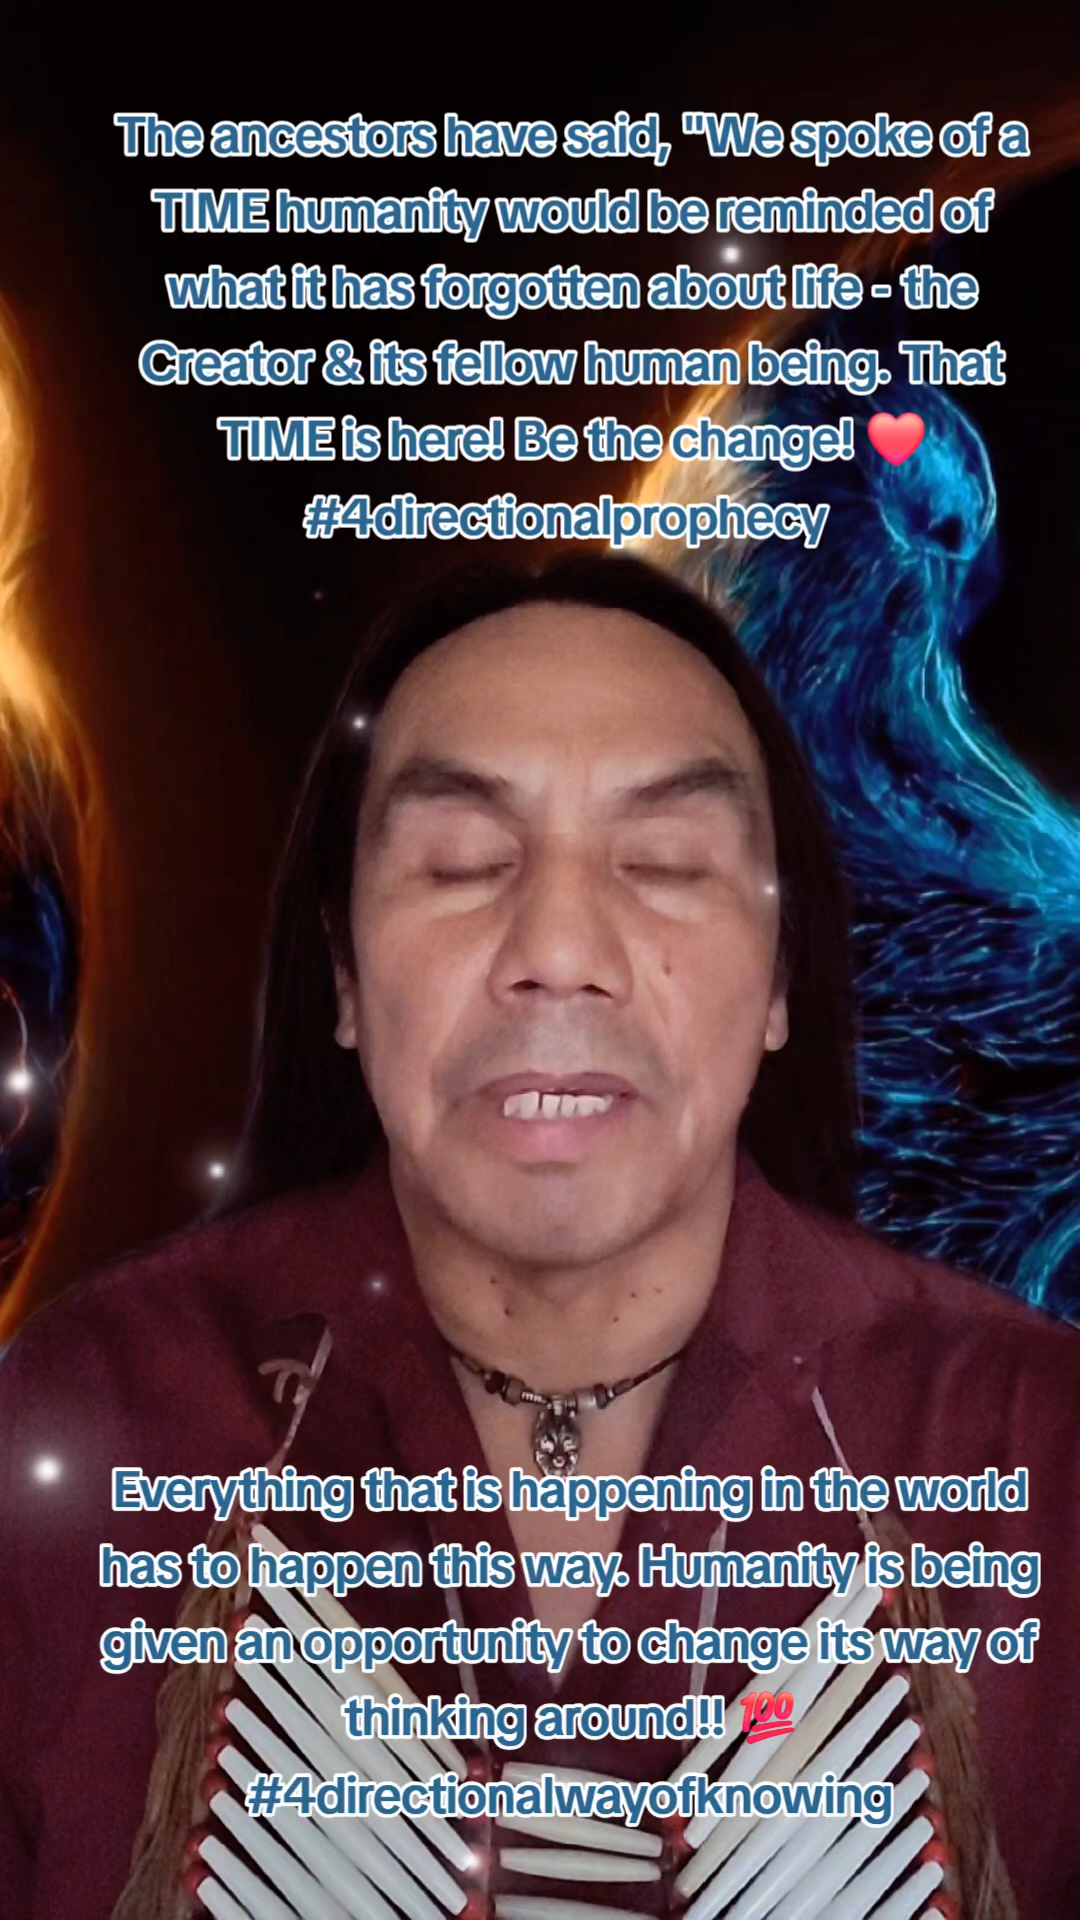 The ancestors have said, "We spoke of a
TIME humanity would be reminded of
what it has forgotten about life - the
Creator & its fellow human being. That
TIME is here! Be the change! ❤️
#4directionalprophecy
Everything that is happening in the world
has to happen this way. Humanity is being
given an opportunity to change its way of
thinking around!! 💯
#4directionalwayofknowing